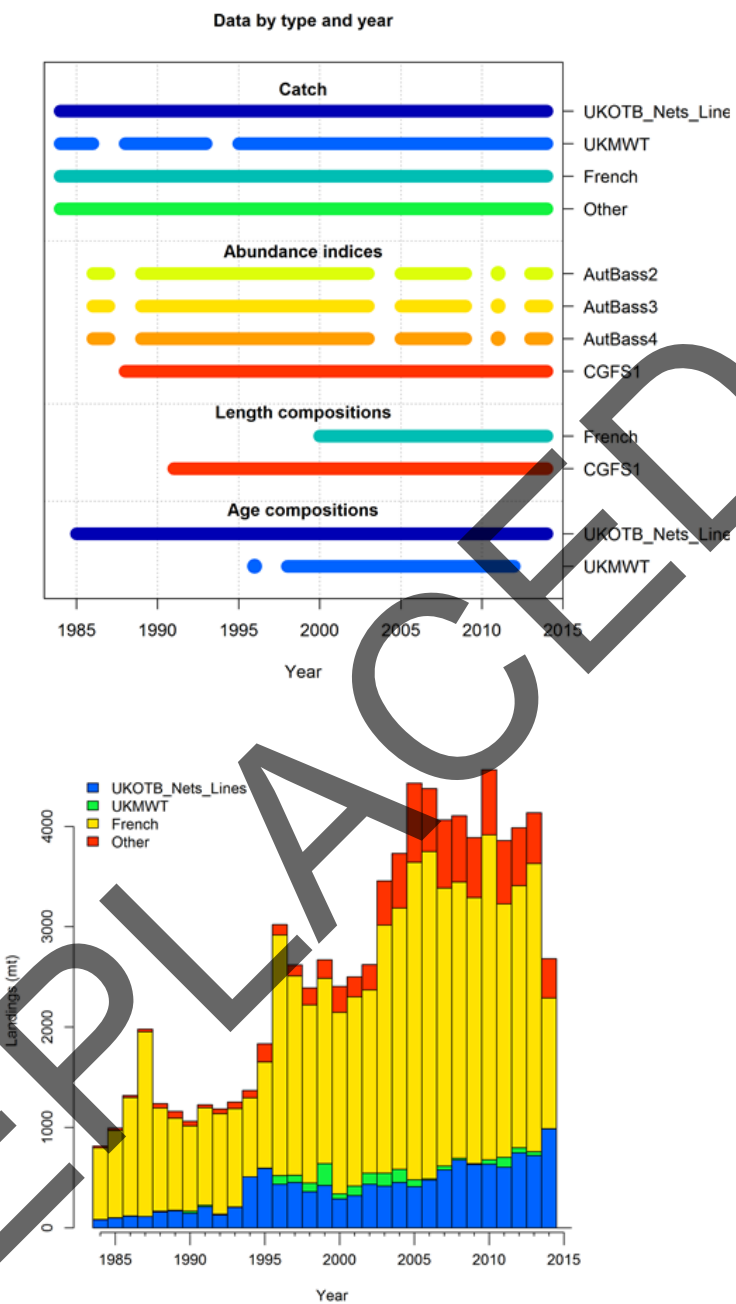 Data by type and year
Catch
UKOTB_Nets_Line
UKMWT
French
Other
Abundance indices
AutBass2
AutBass3
AutBass4
CGFS1
Length compositions
French
CGFS1
Age compositions
UKOTB_Nets_Line
UKMWT
1985 1990 1995 2000 2005 2010 2015
Year
UKOTB_Nets_Lines
UKMWT
French
Other
Landings (mt)
4000
3000
2000
1000
0
1985 1990 1995 2000 2005 2010 2015
Year
EPLACED